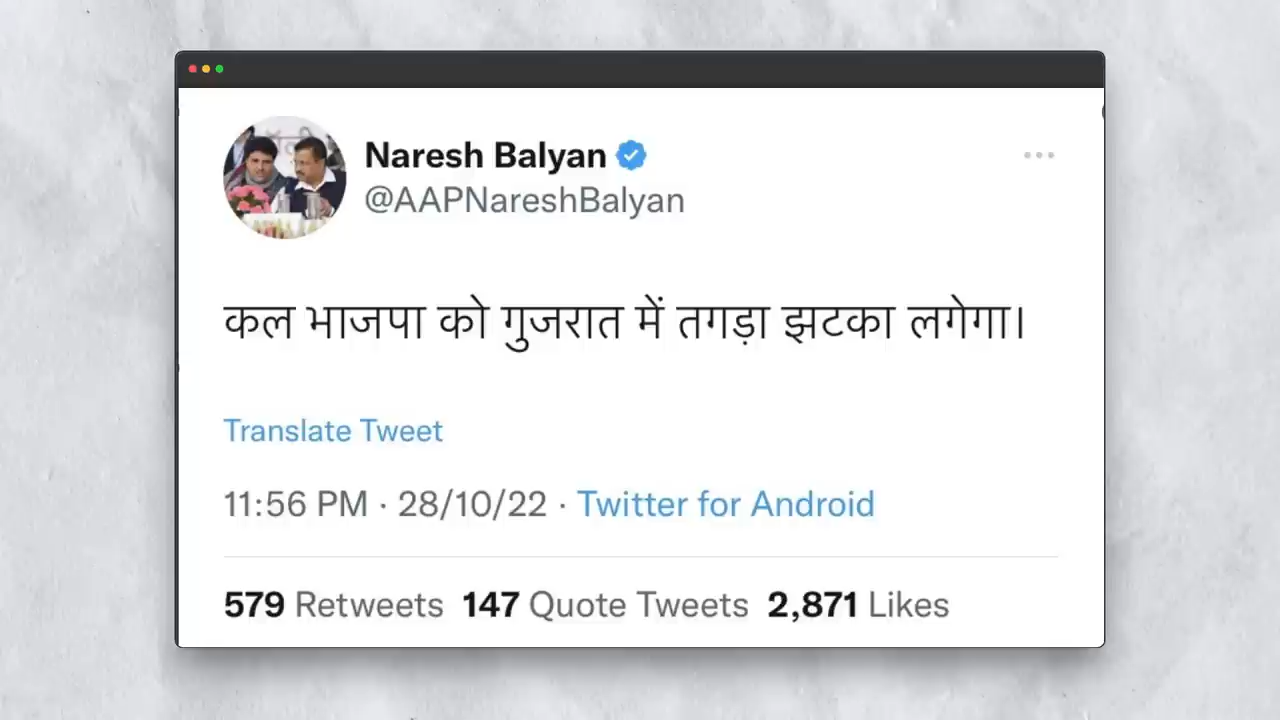 Naresh Balyan
@AAPNareshBalyan
कल भाजपा को गुजरात में तगड़ा झटका लगेगा।
Translate Tweet
11:56 PM · 28/10/22 · Twitter for Android
579 Retweets 147 Quote Tweets 2,871 Likes